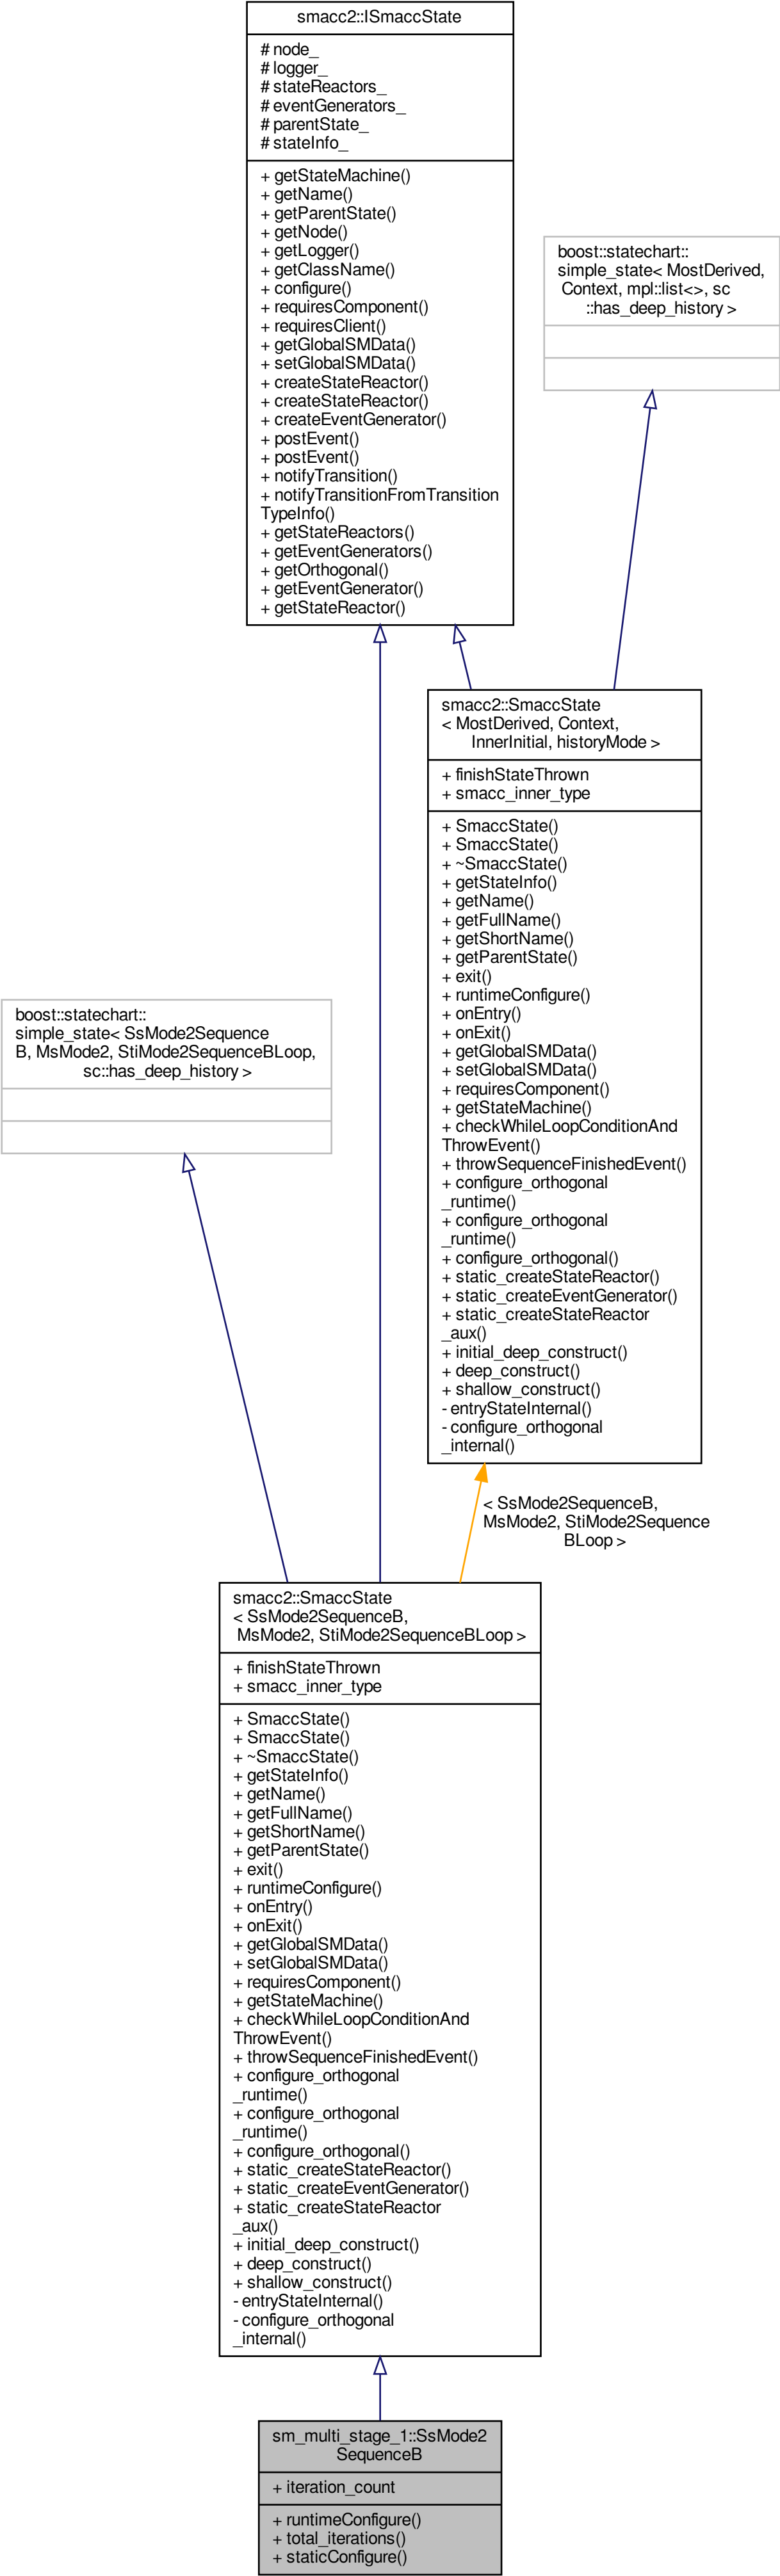 smacc2::ISmaccState
# node_
# logger_
# stateReactors_
# eventGenerators_
# parentState_
# stateInfo_
+ getStateMachine()
+ getName()
+ getParentState()
+ getNode()
+ getLogger()
+ getClassName()
+ configure()
+ requiresComponent()
+ requiresClient()
+ getGlobalSMData()
+ setGlobalSMData()
+ createStateReactor()
+ createStateReactor()
+ createEventGenerator()
+ postEvent()
+ postEvent()
+ notifyTransition()
+ notifyTransitionFromTransition
TypeInfo()
+ getStateReactors()
+ getEventGenerators()
+ getOrthogonal()
+ getEventGenerator()
+ getStateReactor()
boost::statechart::
simple_state< MostDerived,
Context, mpl::list<>, sc
::has_deep_history >
smacc2::SmaccState
< MostDerived, Context,
InnerInitial, historyMode >
+ finishStateThrown
+ smacc_inner_type
+ SmaccState()
+ SmaccState()
+ ~SmaccState()
+ getStateInfo()
+ getName()
+ getFullName()
+ getShortName()
+ getParentState()
+ exit()
+ runtimeConfigure()
+ onEntry()
+ onExit()
+ getGlobalSMData()
+ setGlobalSMData()
+ requiresComponent()
+ getStateMachine()
+ checkWhileLoopConditionAnd
ThrowEvent()
+ throwSequenceFinishedEvent()
+ configure_orthogonal
_runtime()
+ configure_orthogonal
_runtime()
+ configure_orthogonal()
+ static_createStateReactor()
+ static_createEventGenerator()
+ static_createStateReactor
_aux()
+ initial_deep_construct()
+ deep_construct()
+ shallow_construct()
- entryStateInternal()
- configure_orthogonal
_internal()
boost::statechart::
simple_state< SsMode2Sequence
B, MsMode2, StiMode2SequenceBLoop,
sc::has_deep_history >
< SsMode2SequenceB,
MsMode2, StiMode2Sequence
BLoop >
smacc2::SmaccState
< SsMode2SequenceB,
MsMode2, StiMode2SequenceBLoop >
+ finishStateThrown
+ smacc_inner_type
+ SmaccState()
+ SmaccState()
+ ~SmaccState()
+ getStateInfo()
+ getName()
+ getFullName()
+ getShortName()
+ getParentState()
+ exit()
+ runtimeConfigure()
+ onEntry()
+ onExit()
+ getGlobalSMData()
+ setGlobalSMData()
+ requiresComponent()
+ getStateMachine()
+ checkWhileLoopConditionAnd
ThrowEvent()
+ throwSequenceFinishedEvent()
+ configure_orthogonal
_runtime()
+ configure_orthogonal
_runtime()
+ configure_orthogonal()
+ static_createStateReactor()
+ static_createEventGenerator()
+ static_createStateReactor
_aux()
+ initial_deep_construct()
+ deep_construct()
+ shallow_construct()
- entryStateInternal()
- configure_orthogonal
_internal()
sm_multi_stage_1::SsMode2
SequenceB
+ iteration_count
+ runtimeConfigure()
+ total_iterations()
+ staticConfigure()